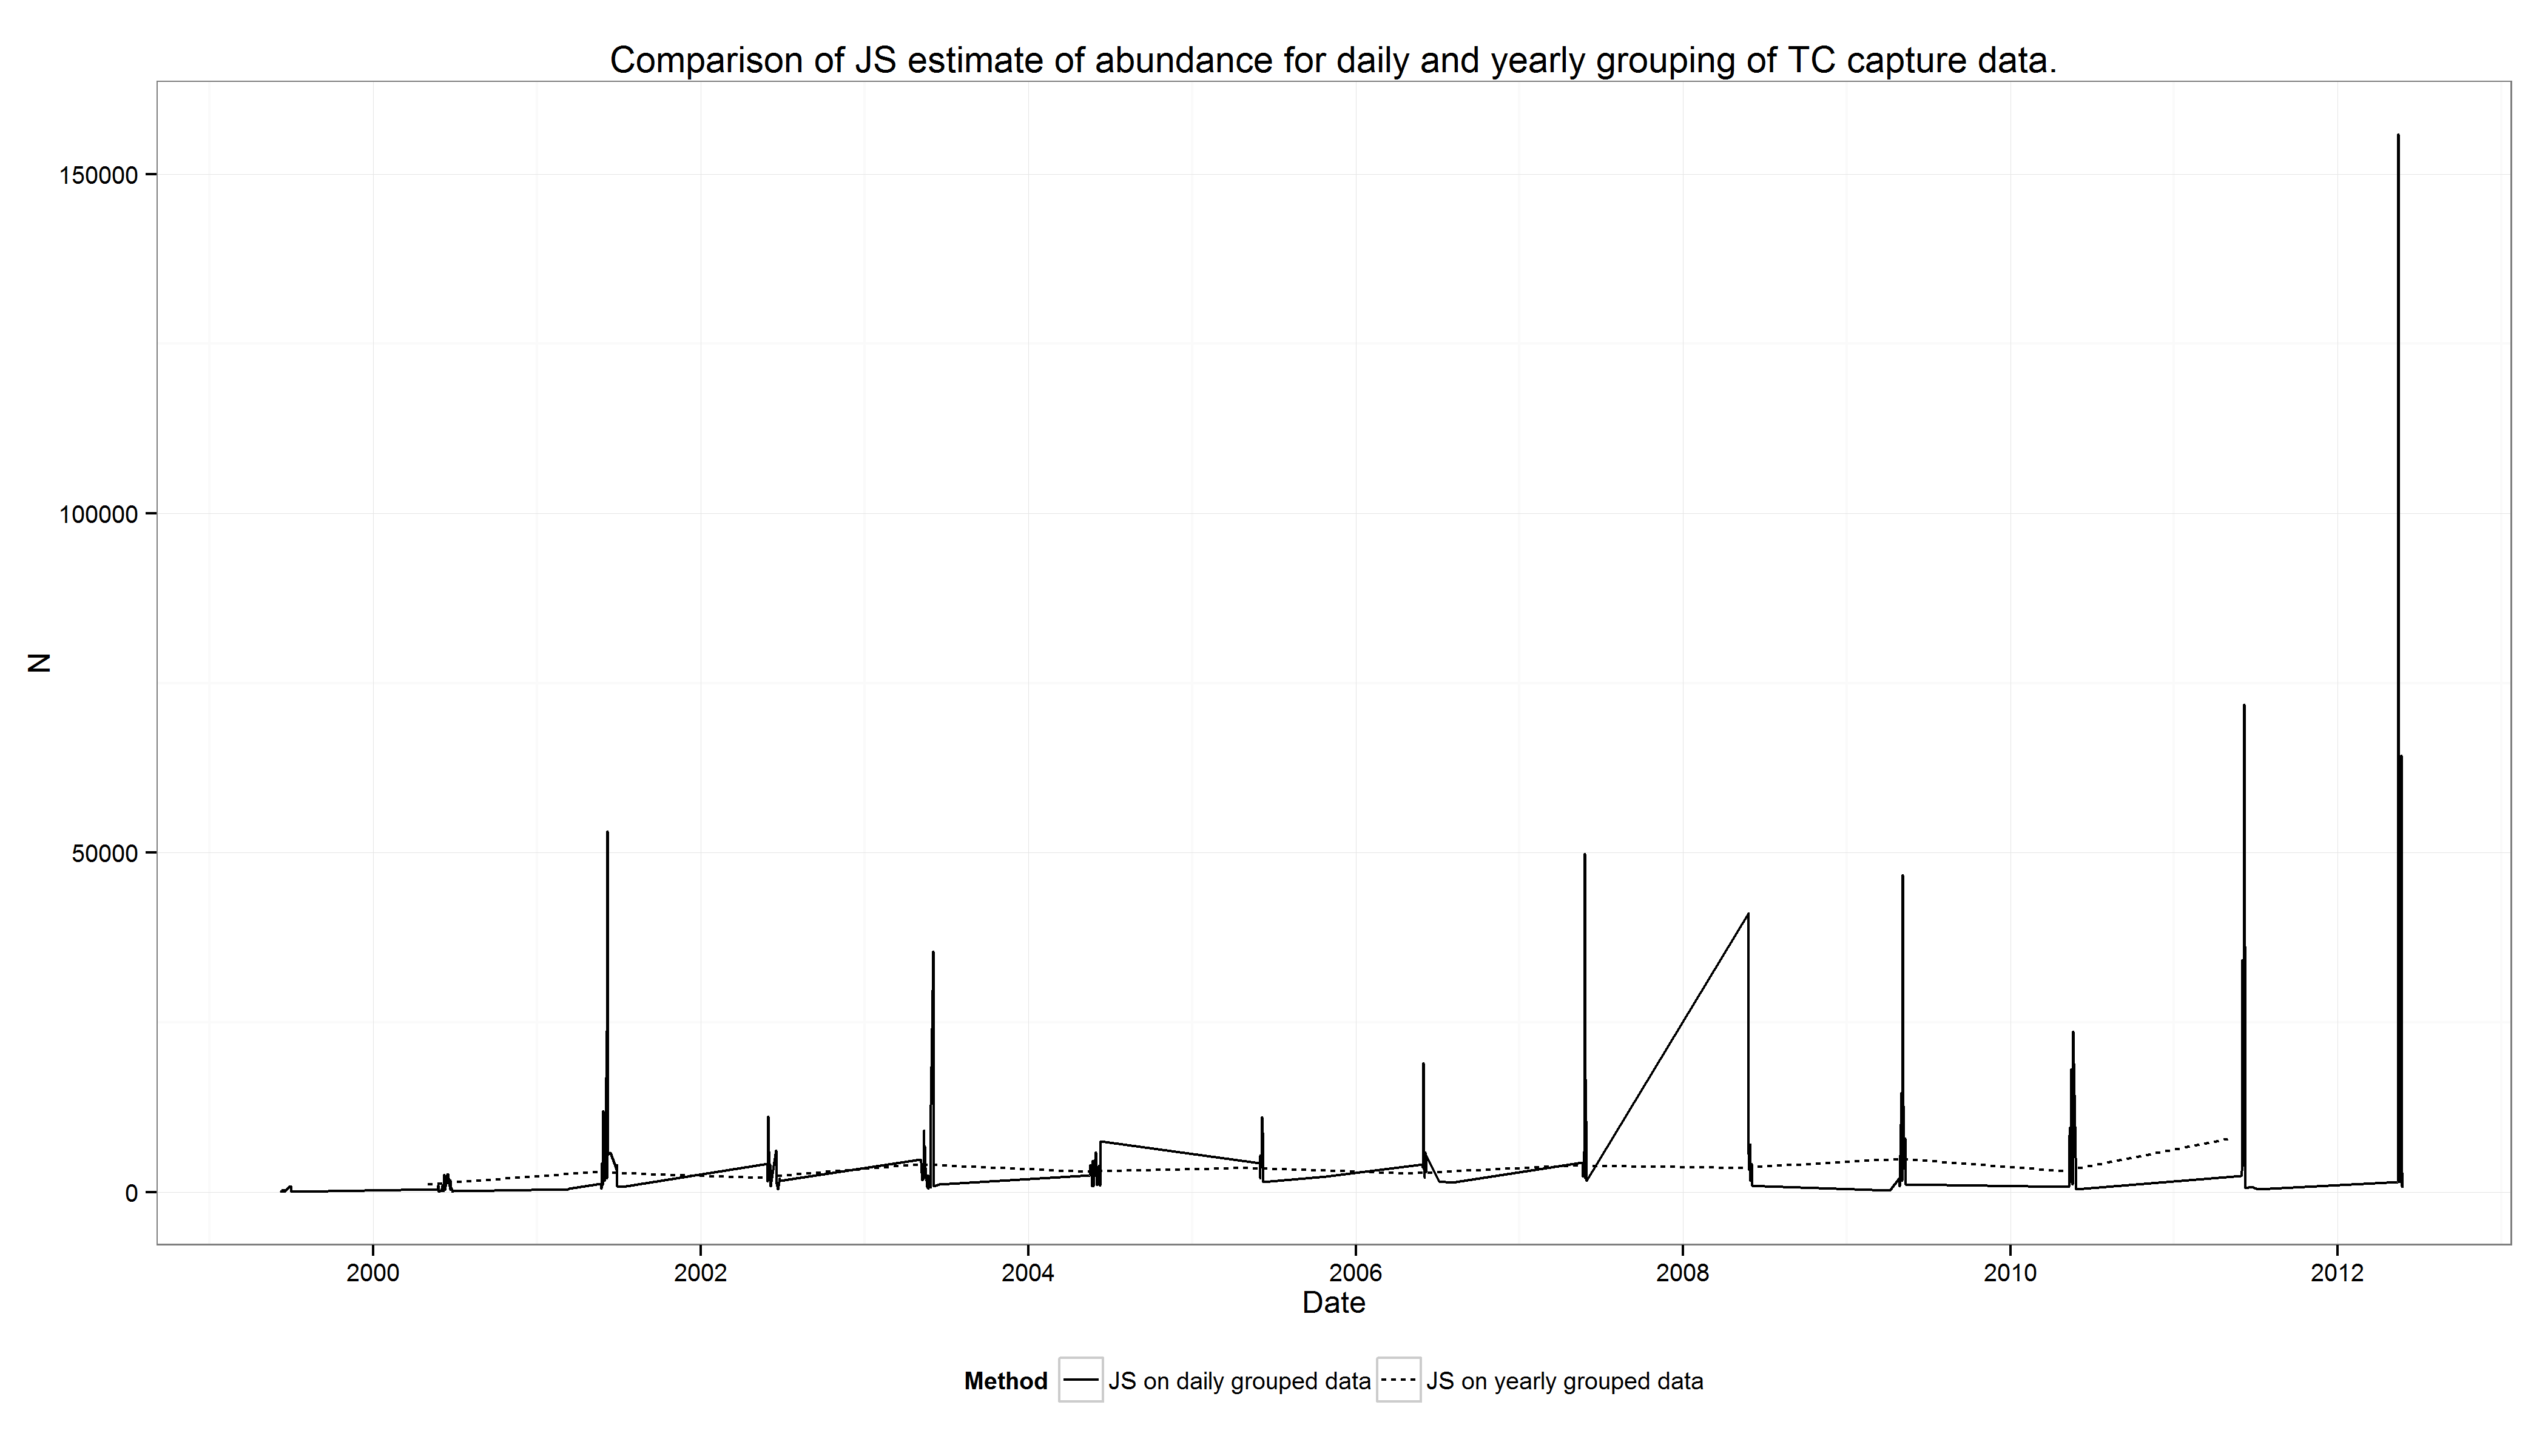 Comparison of JS estimate of abundance for daily and yearly grouping of TC capture data.
150000
100000
50000
0
N
2000 2002 2004 2006 2008 2010 2012
Date
Method JS on daily grouped data JS on yearly grouped data